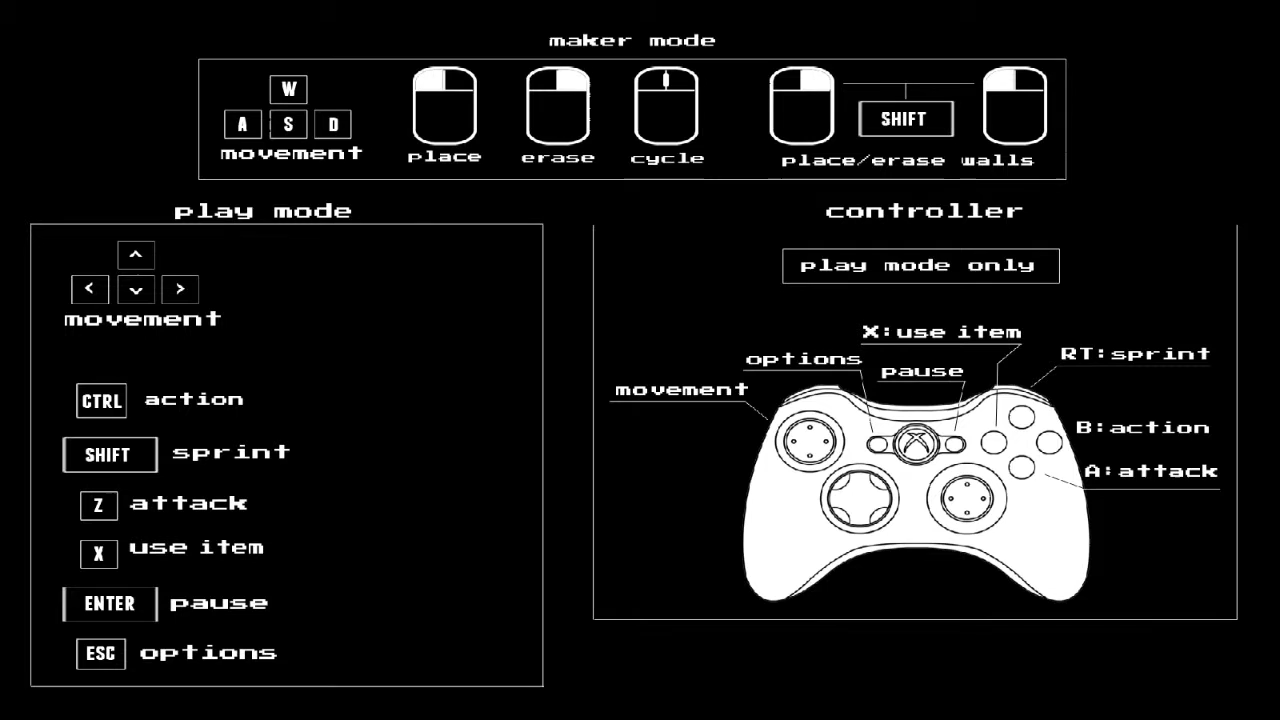 maker mode
W
A S D
movement
place
erase
cycle
SHIFT
place/erase walls
play mode
movement
CTRL action
SHIFT sprint
Z attack
X use item
ENTER pause
ESC options
controller
play mode only
X:use item
options
pause
RT:sprint
movement
B:action
A:attack